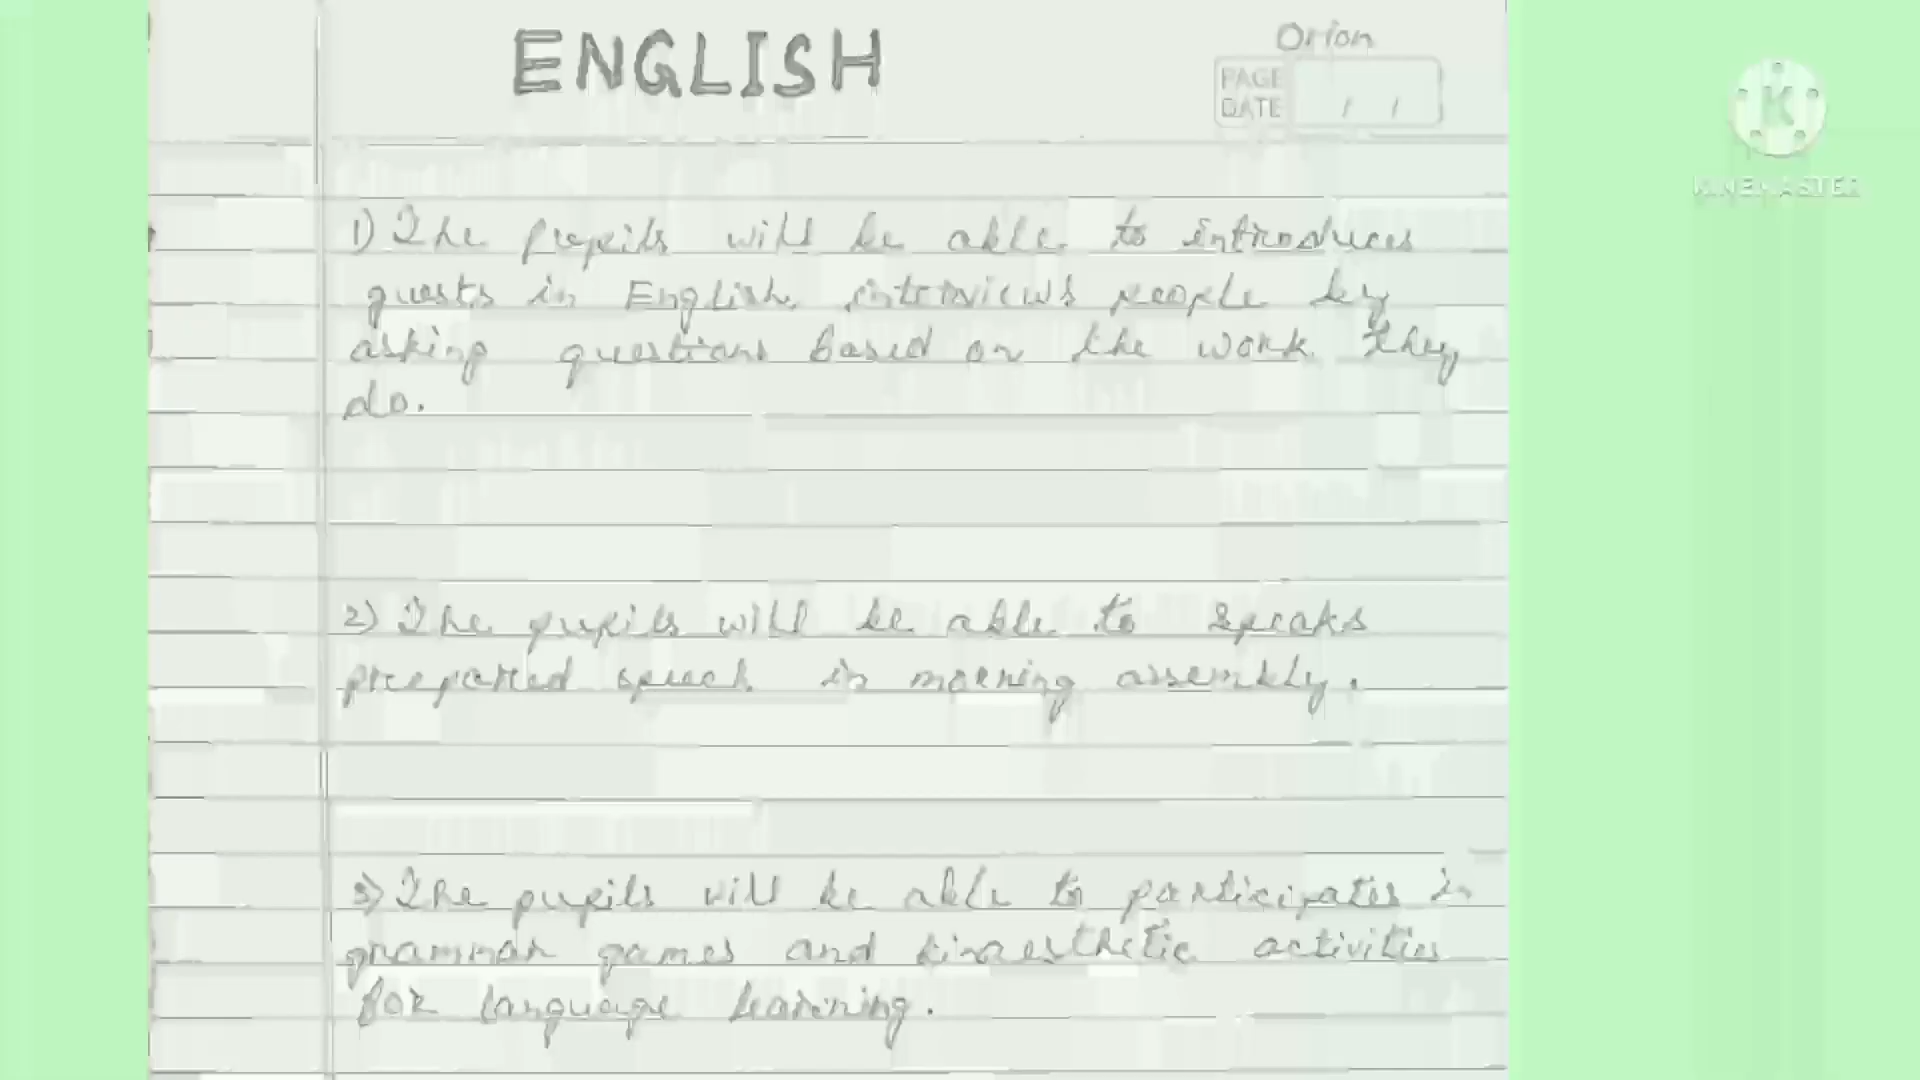 ENGLISH
Orion
PAGE
DATE / /
K
KINEMASTER
1) The pupils will be able to introduces
guests in English, interviews people by
asking questions based on the work they
do.
2) The pupils will be able to speaks
prepared speech in morning assembly.
3) The pupils will be able to participates in
grammar games and kinaesthetic activities
for language learning.